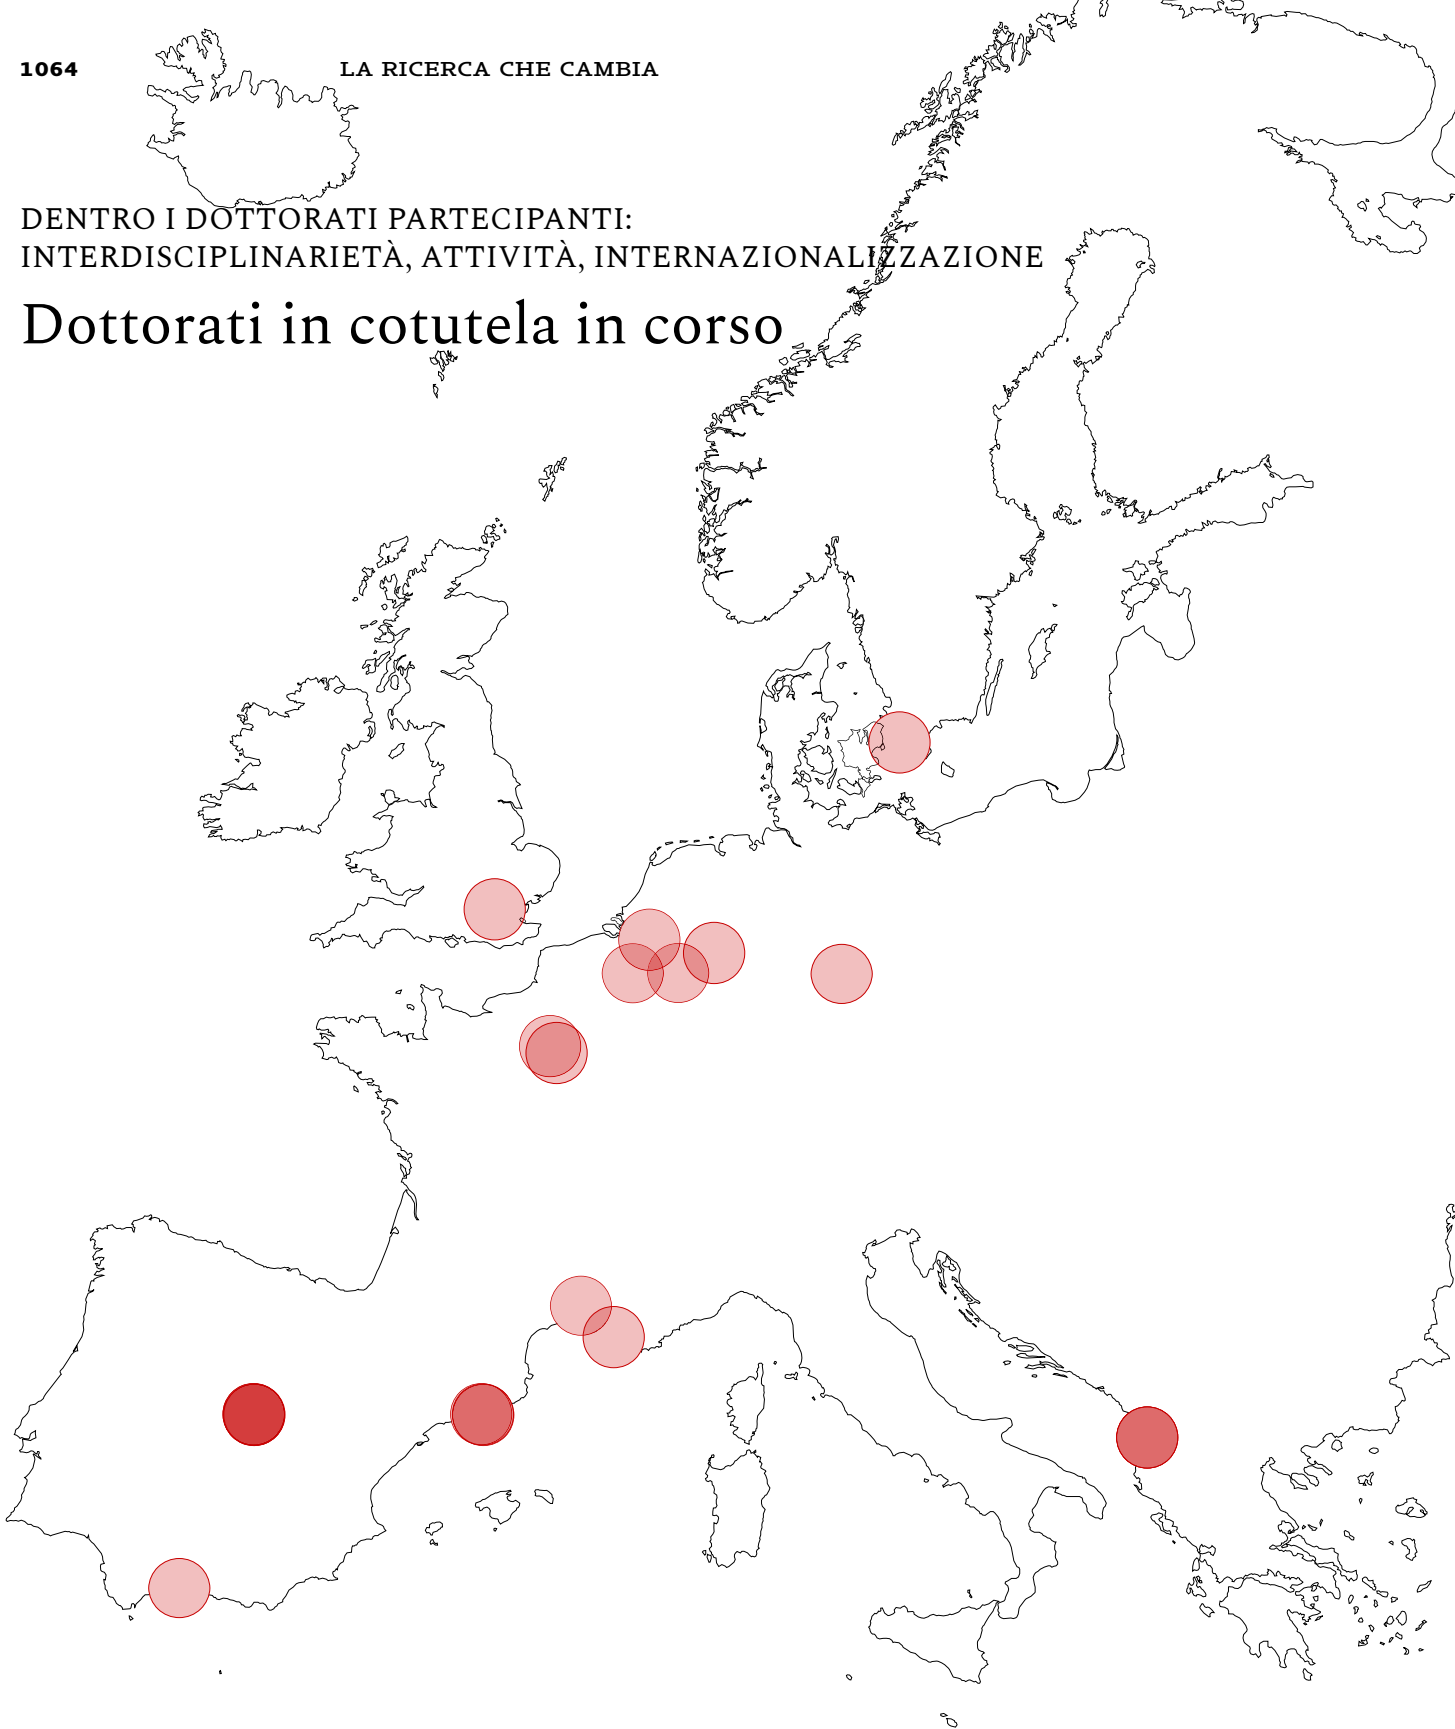 1064
LA RICERCA CHE CAMBIA
DENTRO I DOTTORATI PARTECIPANTI:
INTERDISCIPLINARIETÀ, ATTIVITÀ, INTERNAZIONALIZZAZIONE
Dottorati in cotutela in corso